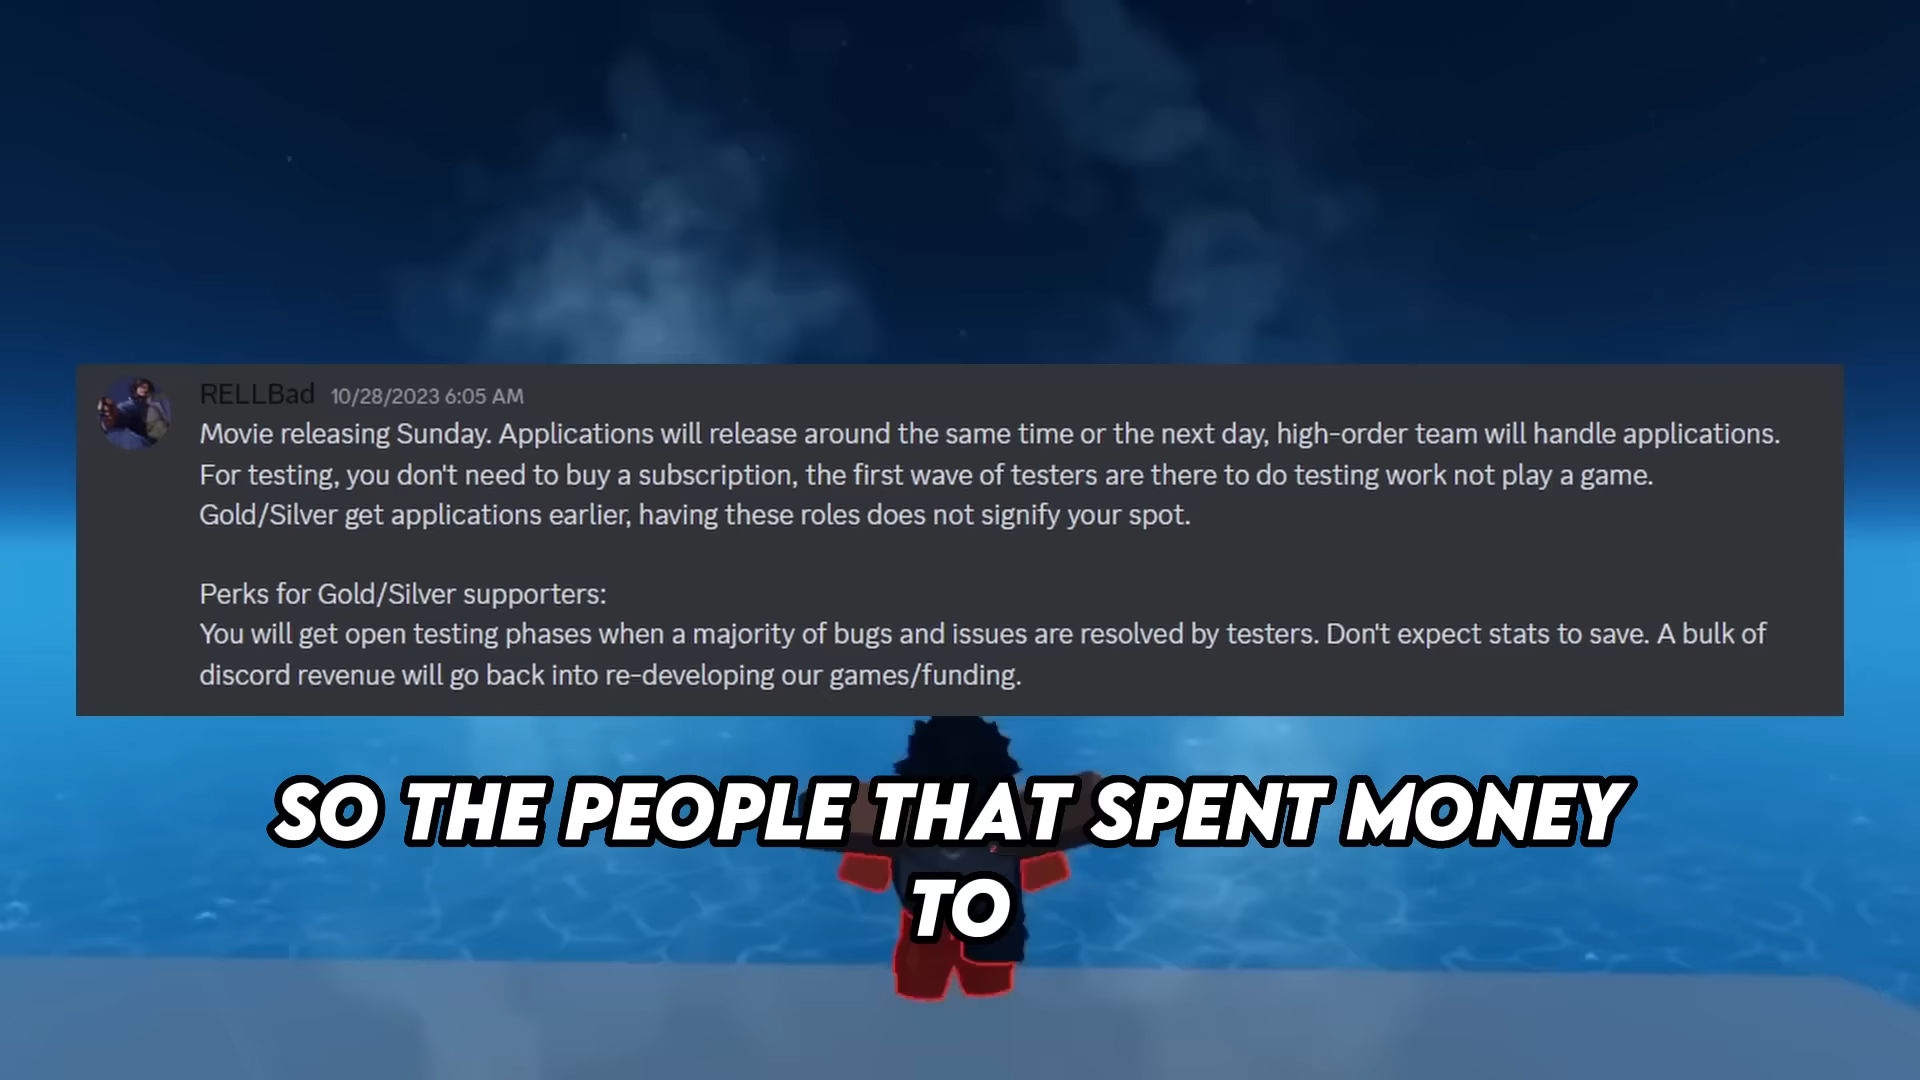 RELLBad 10/28/2023 6:05 AM
Movie releasing Sunday. Applications will release around the same time or the next day, high-order team will handle applications.
For testing, you don't need to buy a subscription, the first wave of testers are there to do testing work not play a game.
Gold/Silver get applications earlier, having these roles does not signify your spot.
Perks for Gold/Silver supporters:
You will get open testing phases when a majority of bugs and issues are resolved by testers. Don't expect stats to save. A bulk of
discord revenue will go back into re-developing our games/funding.
SO THE PEOPLE THAT SPENT MONEY
TO